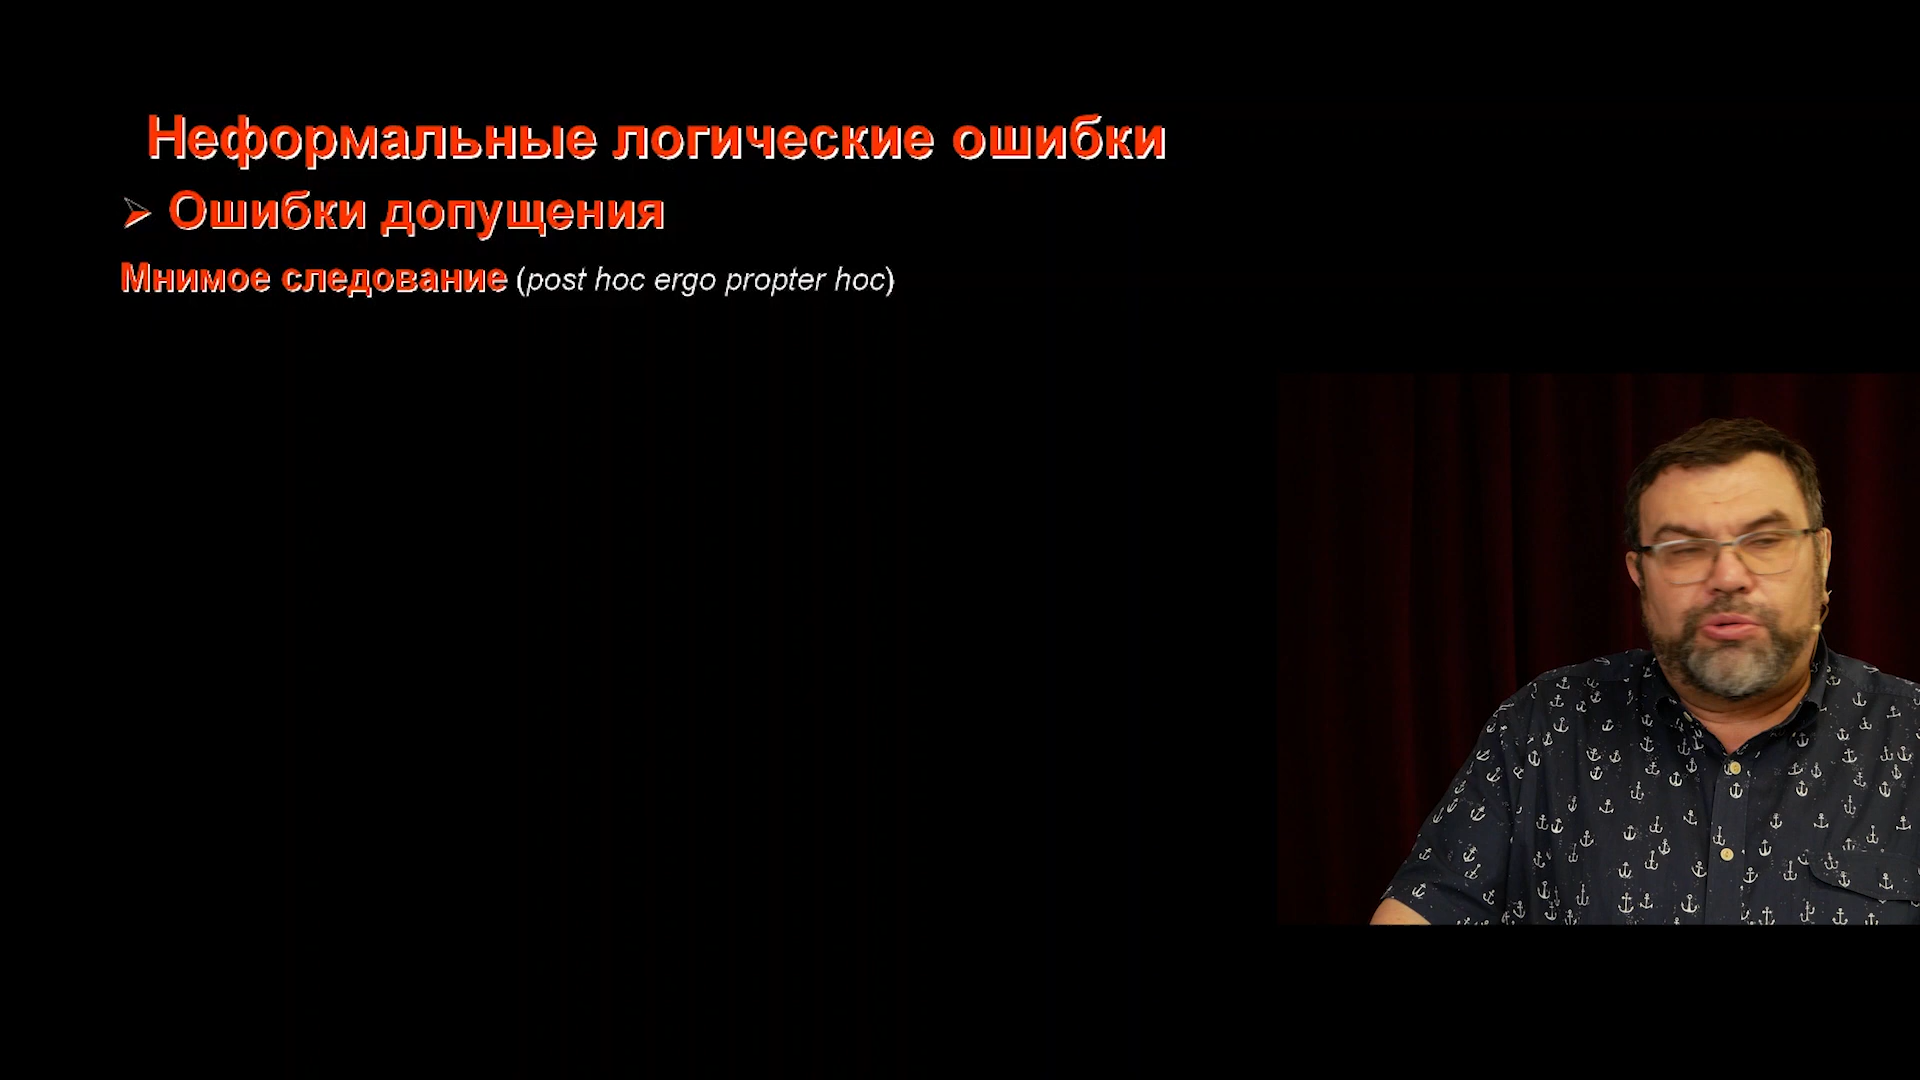 Неформальные логические ошибки
Ошибки допущения
Мнимое следование (post hoc ergo propter hoc)